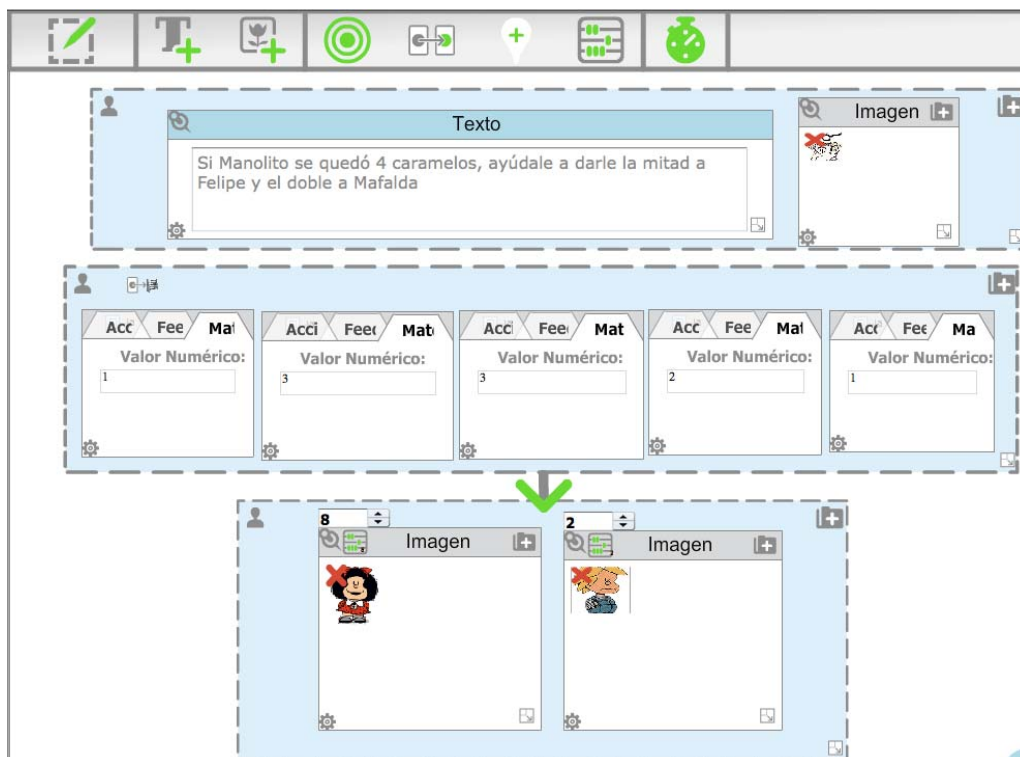 Texto
Imagen
Si Manolito se quedó 4 caramelos, ayúdale a darle la mitad a
Felipe y el doble a Mafalda
Acc Fee Mat
Valor Numérico:
1
Acci Feec Mat
Valor Numérico:
3
Acci Fee Mat
Valor Numérico:
3
Acc Fee Mat
Valor Numérico:
2
Acc Fee Ma
Valor Numérico:
1
8
Imagen
2
Imagen